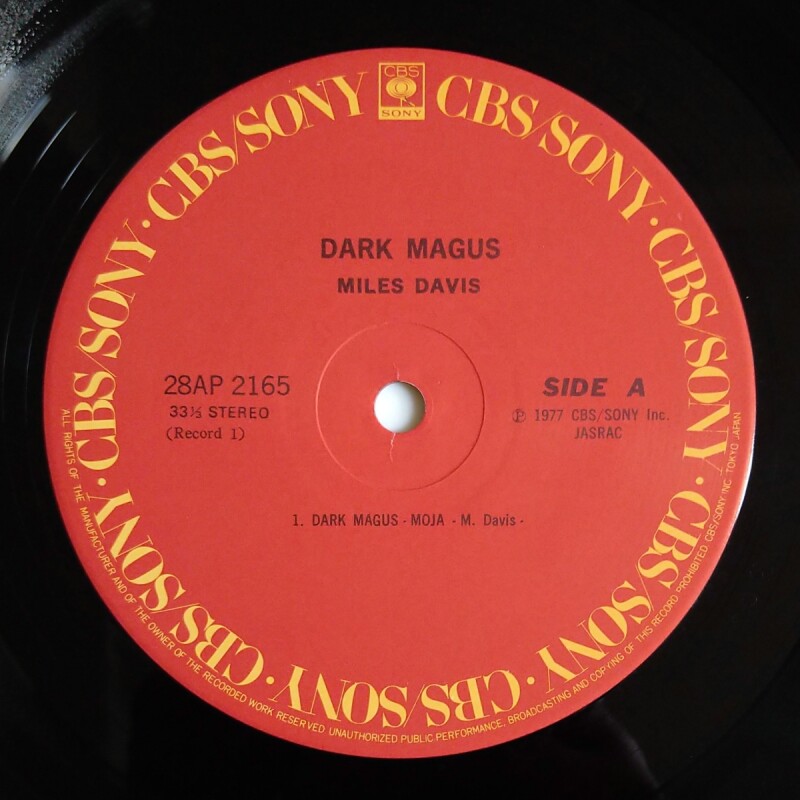 CBS
SONY
CBS/SONY · CBS/SONY · CBS/SONY · CBS/SONY · CBS/SONY · CBS/SONY · CBS/SONY · CBS/SONY · CBS/SONY
DARK MAGUS
MILES DAVIS
28AP 2165
33⅓ STEREO
(Record 1)
SIDE A
℗ 1977 CBS/SONY Inc.
JASRAC
1. DARK MAGUS - MOJA - M. Davis -
ALL RIGHTS OF THE MANUFACTURER AND OF THE OWNER OF THE RECORDED WORK RESERVED. UNAUTHORIZED PUBLIC PERFORMANCE, BROADCASTING AND COPYING OF THIS RECORD PROHIBITED. CBS/SONY INC. TOKYO JAPAN